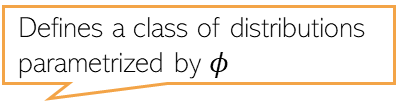 Defines a class of distributions
parametrized by ϕ